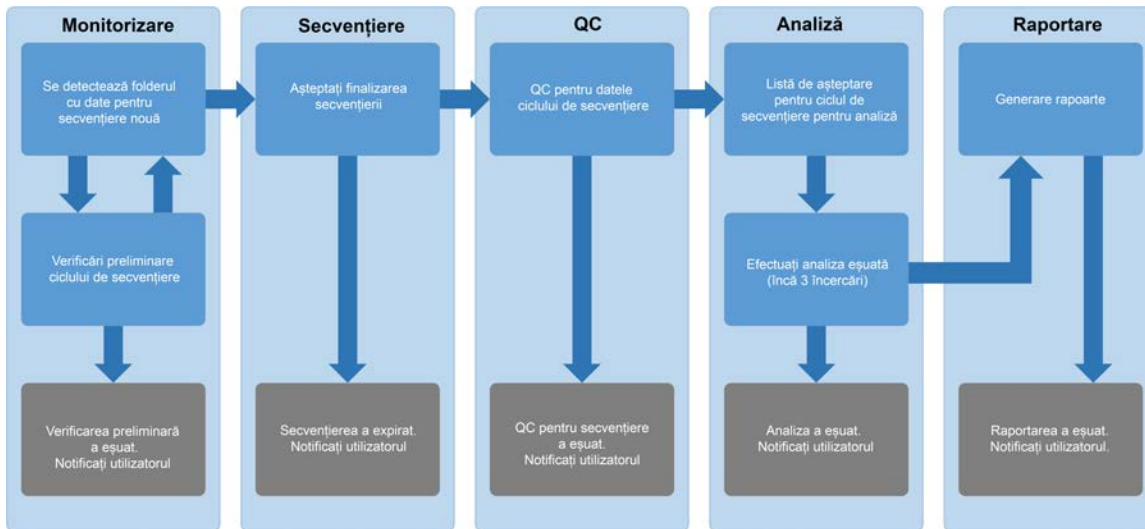 Monitorizare
Se detectează folderul
cu date pentru
secvențiere nouă
Verificări preliminare
ciclului de secvențiere
Verificarea preliminară
a eșuat.
Notificați utilizatorul
Secvențiere
Așteptați finalizarea
secvențierii
Secvențierea a expirat.
Notificați utilizatorul
QC
QC pentru datele
ciclului de secvențiere
QC pentru secvențiere
a eșuat.
Notificați utilizatorul
Analiză
Listă de așteptare
pentru ciclul de
secvențiere pentru analiză
Efectuați analiza eșuată
(încă 3 încercări)
Analiza a eșuat.
Notificați utilizatorul
Raportare
Generare rapoarte
Raportarea a eșuat.
Notificați utilizatorul.